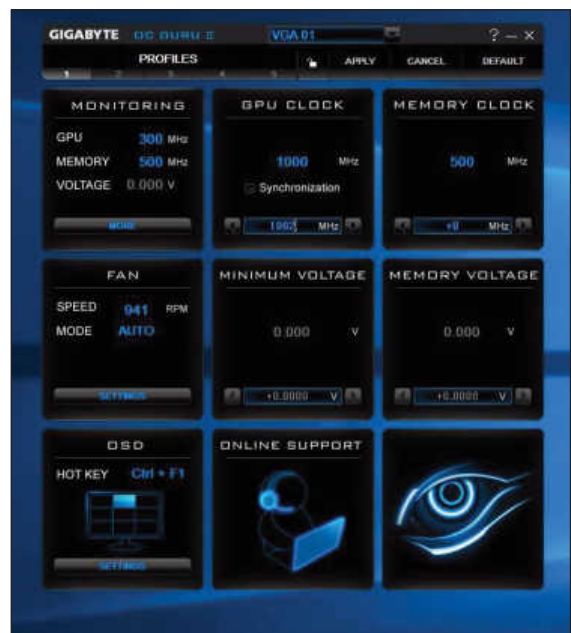 GIGABYTE OC GURU II VGA 01 ? – ×
PROFILES APPLY CANCEL DEFAULT
1 2 3 4 5
MONITORING
GPU 300 MHz
MEMORY 500 MHz
VOLTAGE 0.000 V
MORE
GPU CLOCK
1000 MHz
Synchronization
1002 MHz
MEMORY CLOCK
500 MHz
+0 MHz
FAN
SPEED 941 RPM
MODE AUTO
SETTINGS
MINIMUM VOLTAGE
0.000 V
+0.0000 V
MEMORY VOLTAGE
0.000 V
+0.0000 V
OSD
HOT KEY Ctrl + F1
SETTINGS
ONLINE SUPPORT